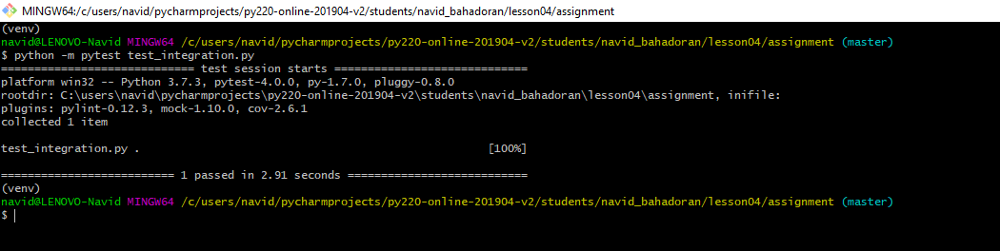 MINGW64:/c/users/navid/pycharmprojects/py220-online-201904-v2/students/navid_bahadoran/lesson04/assignment
(venv)
navid@LENOVO-Navid MINGW64 /c/users/navid/pycharmprojects/py220-online-201904-v2/students/navid_bahadoran/lesson04/assignment (master)
$ python -m pytest test_integration.py
============================= test session starts =============================
platform win32 -- Python 3.7.3, pytest-4.0.0, py-1.7.0, pluggy-0.8.0
rootdir: C:\users\navid\pycharmprojects\py220-online-201904-v2\students\navid_bahadoran\lesson04\assignment, inifile:
plugins: pylint-0.12.3, mock-1.10.0, cov-2.6.1
collected 1 item
test_integration.py . [100%]
========================== 1 passed in 2.91 seconds ===========================
(venv)
navid@LENOVO-Navid MINGW64 /c/users/navid/pycharmprojects/py220-online-201904-v2/students/navid_bahadoran/lesson04/assignment (master)
$